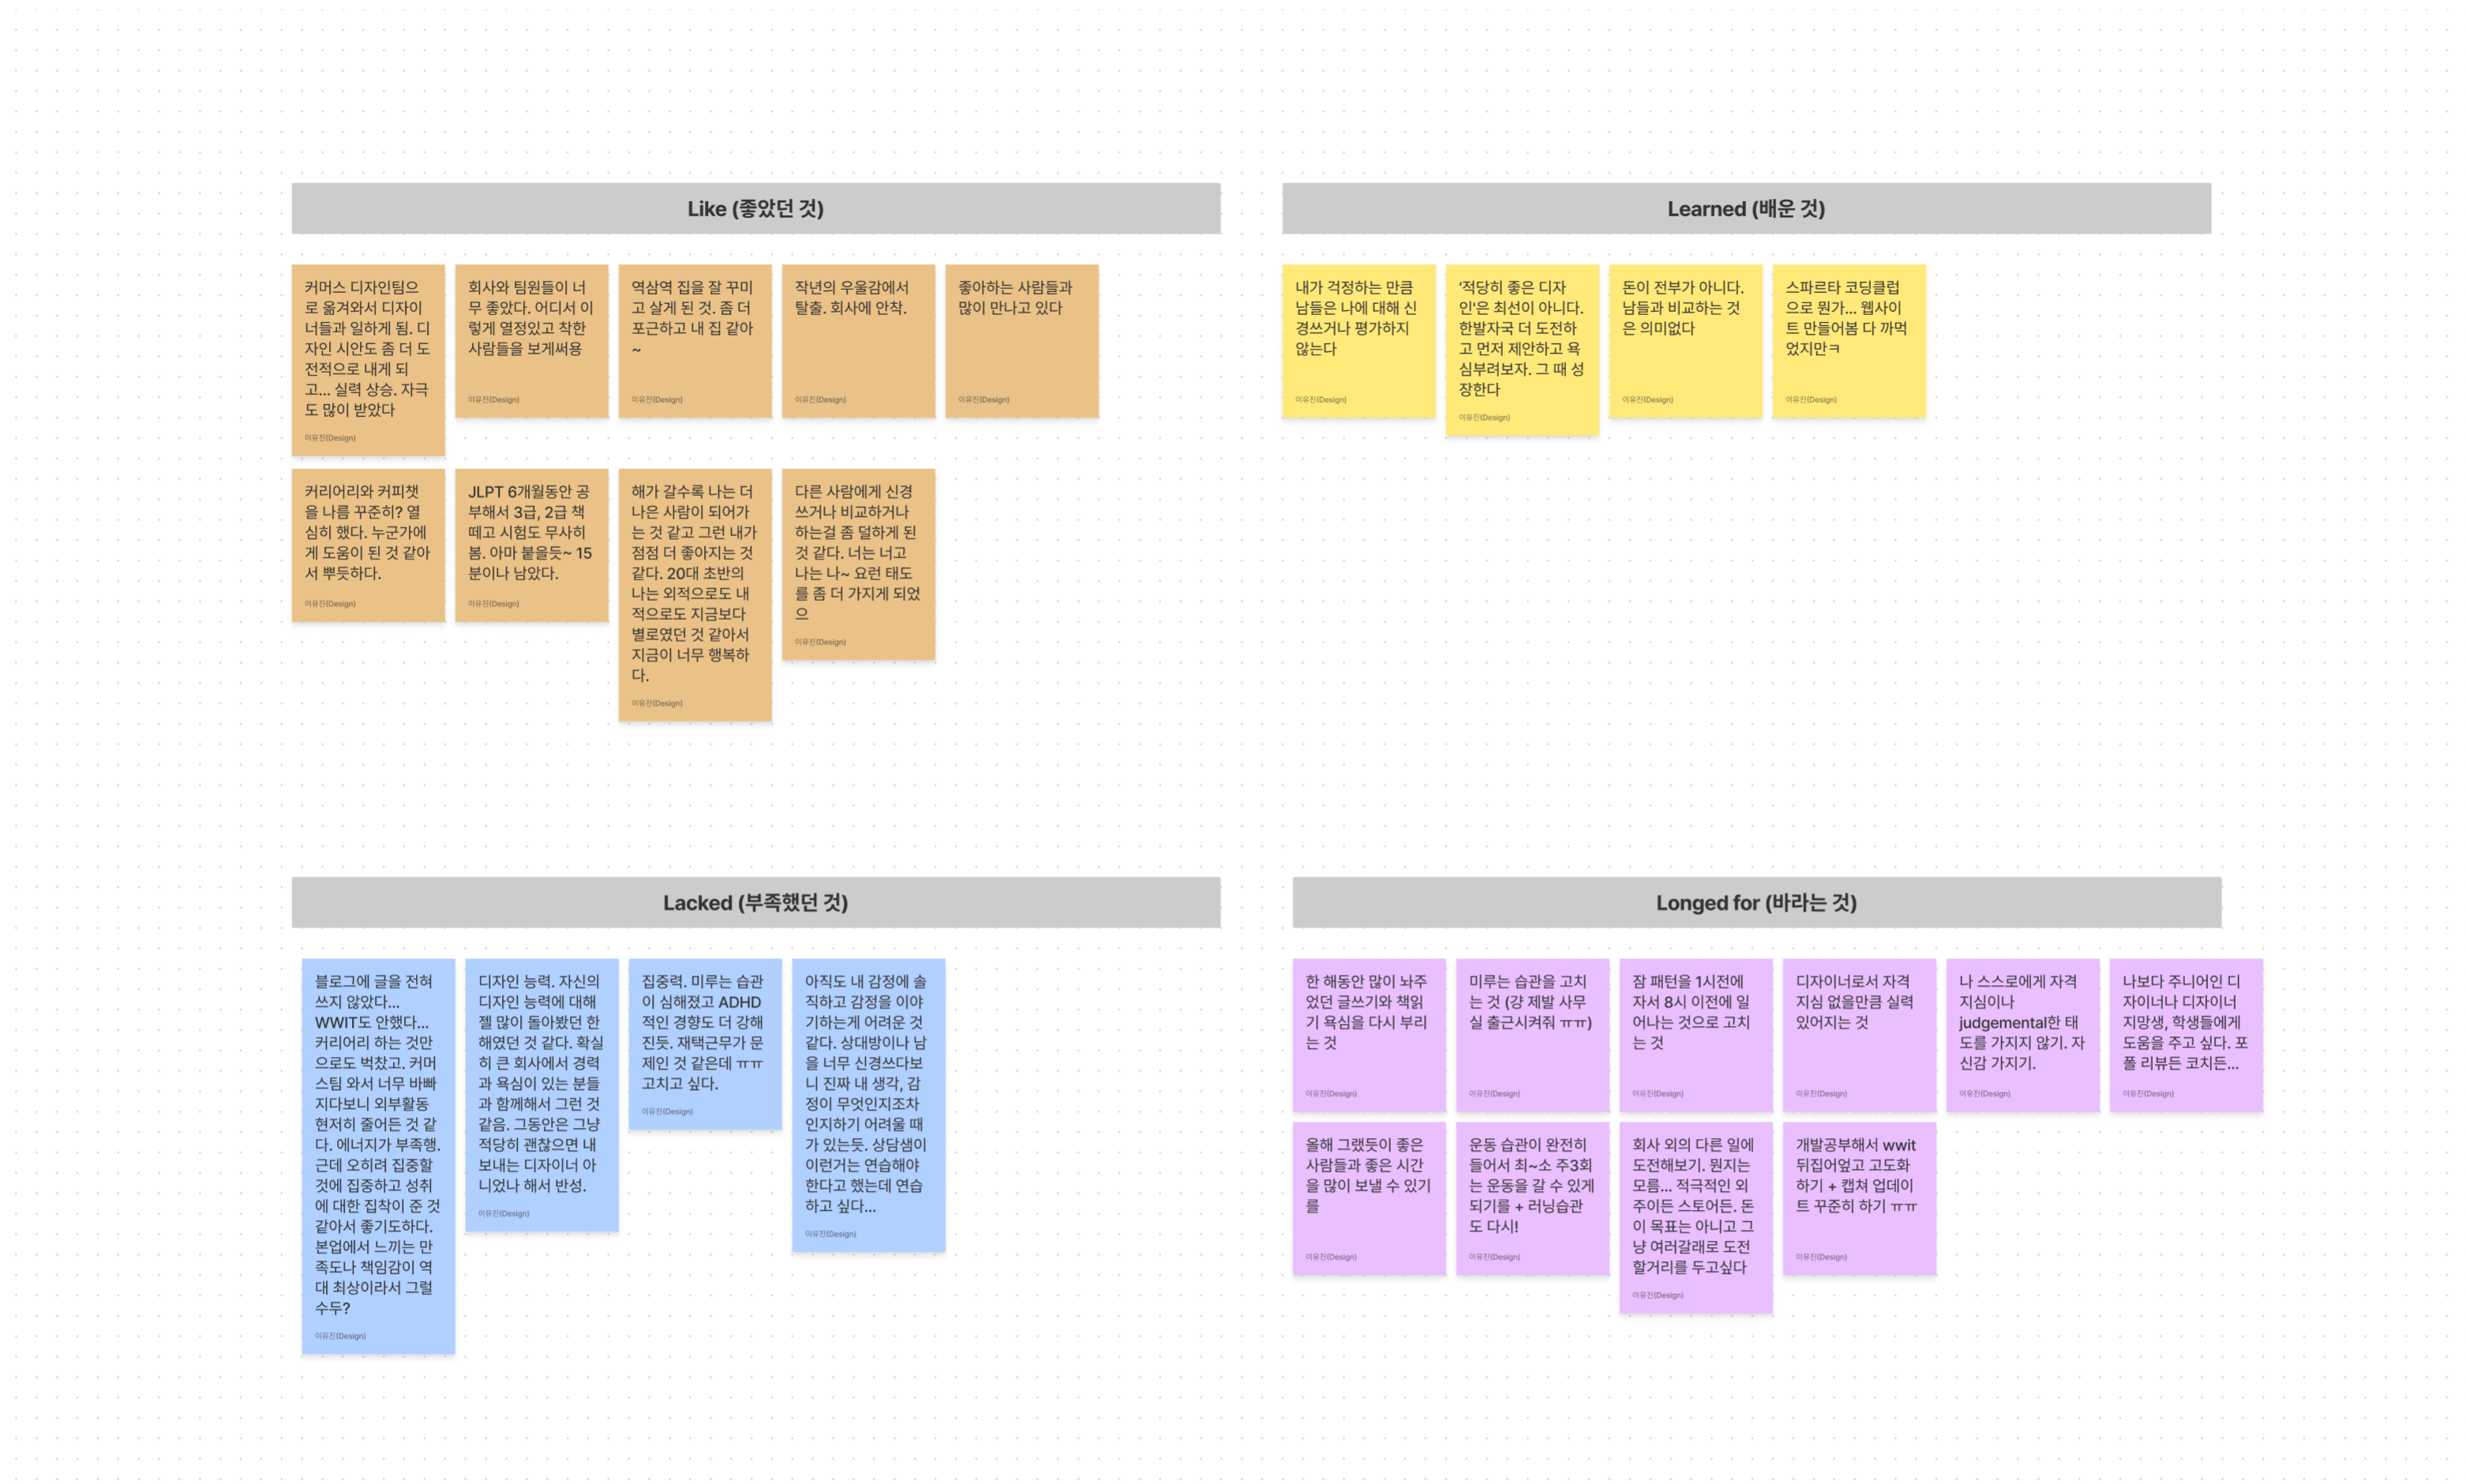 Like (좋았던 것)
커머스 디자인팀으
로 옮겨와서 디자이
너들과 일하게 됨. 디
자인 시안도 좀 더 도
전적으로 내게 되
고... 실력 상승. 자극
도 많이 받았다
이유진(Design)
회사와 팀원들이 너
무 좋았다. 어디서 이
렇게 열정있고 착한
사람들을 보게써용
이유진(Design)
역삼역 집을 잘 꾸미
고 살게 된 것. 좀 더
포근하고 내 집 같아
~
이유진(Design)
작년의 우울감에서
탈출. 회사에 안착.
이유진(Design)
좋아하는 사람들과
많이 만나고 있다
이유진(Design)
커리어리와 커피챗
을 나름 꾸준히? 열
심히 했다. 누군가에
게 도움이 된 것 같아
서 뿌듯하다.
이유진(Design)
JLPT 6개월동안 공
부해서 3급, 2급 책
떼고 시험도 무사히
봄. 아마 붙을듯~ 15
분이나 남았다.
이유진(Design)
해가 갈수록 나는 더
나은 사람이 되어가
는 것 같고 그런 내가
점점 더 좋아지는 것
같다. 20대 초반의
나는 외적으로도 내
적으로도 지금보다
별로였던 것 같아서
지금이 너무 행복하
다.
이유진(Design)
다른 사람에게 신경
쓰거나 비교하거나
하는걸 좀 덜하게 된
것 같다. 너는 너고
나는 나~ 요런 태도
를 좀 더 가지게 되었
으
이유진(Design)
Learned (배운 것)
내가 걱정하는 만큼
남들은 나에 대해 신
경쓰거나 평가하지
않는다
이유진(Design)
'적당히 좋은 디자
인'은 최선이 아니다.
한발자국 더 도전하
고 먼저 제안하고 욕
심부려보자. 그 때 성
장한다
이유진(Design)
돈이 전부가 아니다.
남들과 비교하는 것
은 의미없다
이유진(Design)
스파르타 코딩클럽
으로 뭔가... 웹사이
트 만들어봄 다 까먹
었지만ㅋ
이유진(Design)
Lacked (부족했던 것)
블로그에 글을 전혀
쓰지 않았다...
WWIT도 안했다...
커리어리 하는 것만
으로도 벅찼고. 커머
스팀 와서 너무 바빠
지다보니 외부활동
현저히 줄어든 것 같
다. 에너지가 부족행.
근데 오히려 집중할
것에 집중하고 성취
에 대한 집착이 준 것
같아서 좋기도하다.
본업에서 느끼는 만
족도나 책임감이 역
대 최상이라서 그럴
수두?
이유진(Design)
디자인 능력. 자신의
디자인 능력에 대해
젤 많이 돌아봤던 한
해였던 것 같다. 확실
히 큰 회사에서 경력
과 욕심이 있는 분들
과 함께해서 그런 것
같음. 그동안은 그냥
적당히 괜찮으면 내
보내는 디자이너 아
니었나 해서 반성.
이유진(Design)
집중력. 미루는 습관
이 심해졌고 ADHD
적인 경향도 더 강해
진듯. 재택근무가 문
제인 것 같은데 ㅠㅠ
고치고 싶다.
이유진(Design)
아직도 내 감정에 솔
직하고 감정을 이야
기하는게 어려운 것
같다. 상대방이나 남
을 너무 신경쓰다보
니 진짜 내 생각, 감
정이 무엇인지조차
인지하기 어려울 때
가 있는듯. 상담샘이
이런거는 연습해야
한다고 했는데 연습
하고 싶다...
이유진(Design)
Longed for (바라는 것)
한 해동안 많이 놔주
었던 글쓰기와 책읽
기 욕심을 다시 부리
는 것
이유진(Design)
미루는 습관을 고치
는 것 (걍 제발 사무
실 출근시켜줘 ㅠㅠ)
이유진(Design)
잠 패턴을 1시전에
자서 8시 이전에 일
어나는 것으로 고치
는 것
이유진(Design)
디자이너로서 자격
지심 없을만큼 실력
있어지는 것
이유진(Design)
나 스스로에게 자격
지심이나
judgemental한 태
도를 가지지 않기. 자
신감 가지기.
이유진(Design)
나보다 주니어인 디
자이너나 디자이너
지망생, 학생들에게
도움을 주고 싶다. 포
폴 리뷰든 코치든...
이유진(Design)
올해 그랬듯이 좋은
사람들과 좋은 시간
을 많이 보낼 수 있기
를
이유진(Design)
운동 습관이 완전히
들어서 최~소 주3회
는 운동을 갈 수 있게
되기를 + 러닝습관
도 다시!
이유진(Design)
회사 외의 다른 일에
도전해보기. 뭔지는
모름... 적극적인 외
주이든 스토어든. 돈
이 목표는 아니고 그
냥 여러갈래로 도전
할거리를 두고싶다
이유진(Design)
개발공부해서 wwit
뒤집어엎고 고도화
하기 + 캡쳐 업데이
트 꾸준히 하기 ㅠㅠ
이유진(Design)